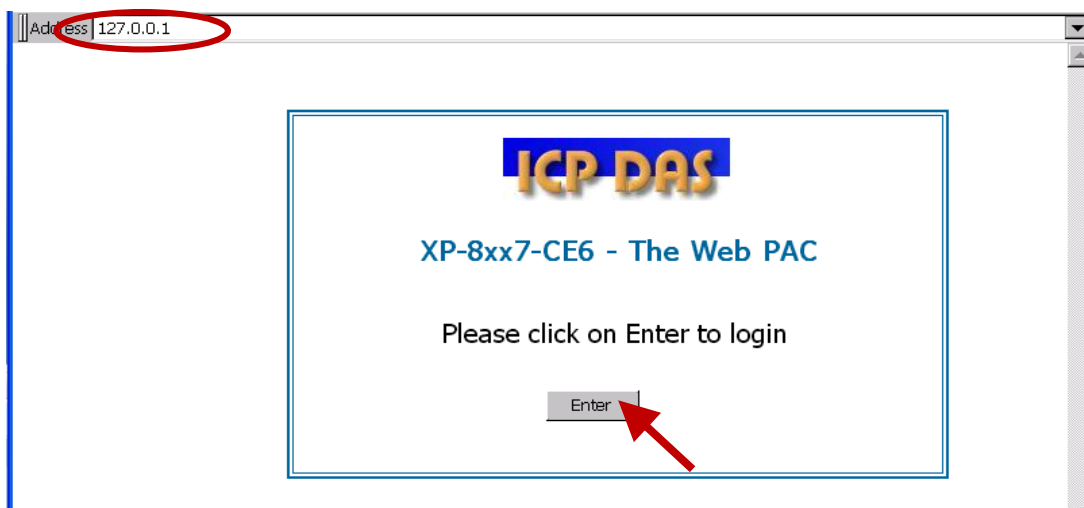 Address 127.0.0.1
ICP DAS
XP-8xx7-CE6 - The Web PAC
Please click on Enter to login
Enter